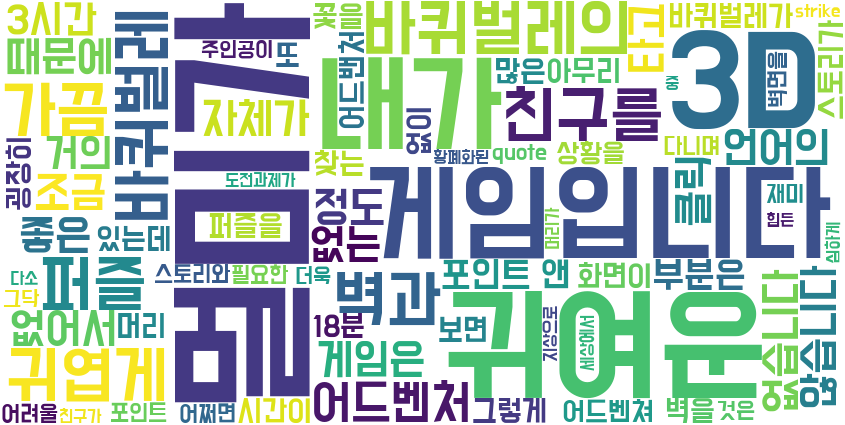 3시간
때문에
가끔
거의
굉장히
조금
좋은
있는데
퍼즐
다소
그닥
없어서
머리
귀엽게
어려울
친구가
포인트
바퀴벌레
주인공이
또
자체가
도전과제가
퍼즐을
스토리와
필요한
더욱
어쩌면
시간이
꽃을
어드벤처
바퀴벌레의
내가
많은
아무리
친구를
찾는
없이
황폐화된
quote
상황을
정도
없는
게임입니다
벽과
18분
게임은
보면
어드벤처
그렇게
포인트 앤
화면이
부분은
머리가
지상으로
세상에서
귀여운
어드벤쳐
벽을
것은
타고
바퀴벌레가
strike
3D
벽면을
스토리가
중
다니며
언어의
클릭
재미
힘든
심하게
없습니다
않습니다